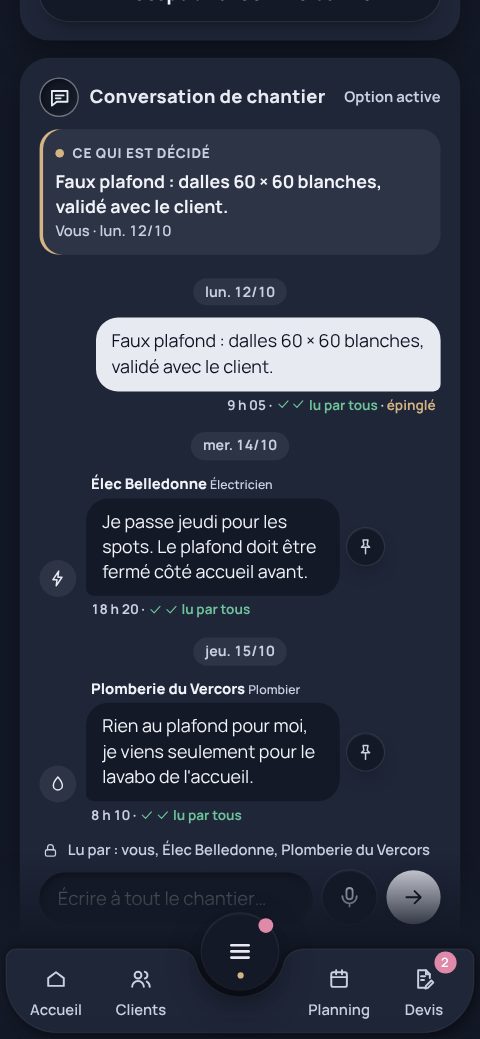 Conversation de chantier
Option active
CE QUI EST DÉCIDÉ
Faux plafond : dalles 60 × 60 blanches,
validé avec le client.
Vous · lun. 12/10
lun. 12/10
Faux plafond : dalles 60 × 60 blanches,
validé avec le client.
9 h 05 · ✓ ✓ lu par tous · épinglé
mer. 14/10
Élec Belledonne Électricien
Je passe jeudi pour les
spots. Le plafond doit être
fermé côté accueil avant.
18 h 20 · ✓ ✓ lu par tous
jeu. 15/10
Plomberie du Vercors Plombier
Rien au plafond pour moi,
je viens seulement pour le
lavabo de l'accueil.
8 h 10 · ✓ ✓ lu par tous
Lu par : vous, Élec Belledonne, Plomberie du Vercors
Écrire à tout le chantier…
2
Accueil
Clients
Planning
Devis